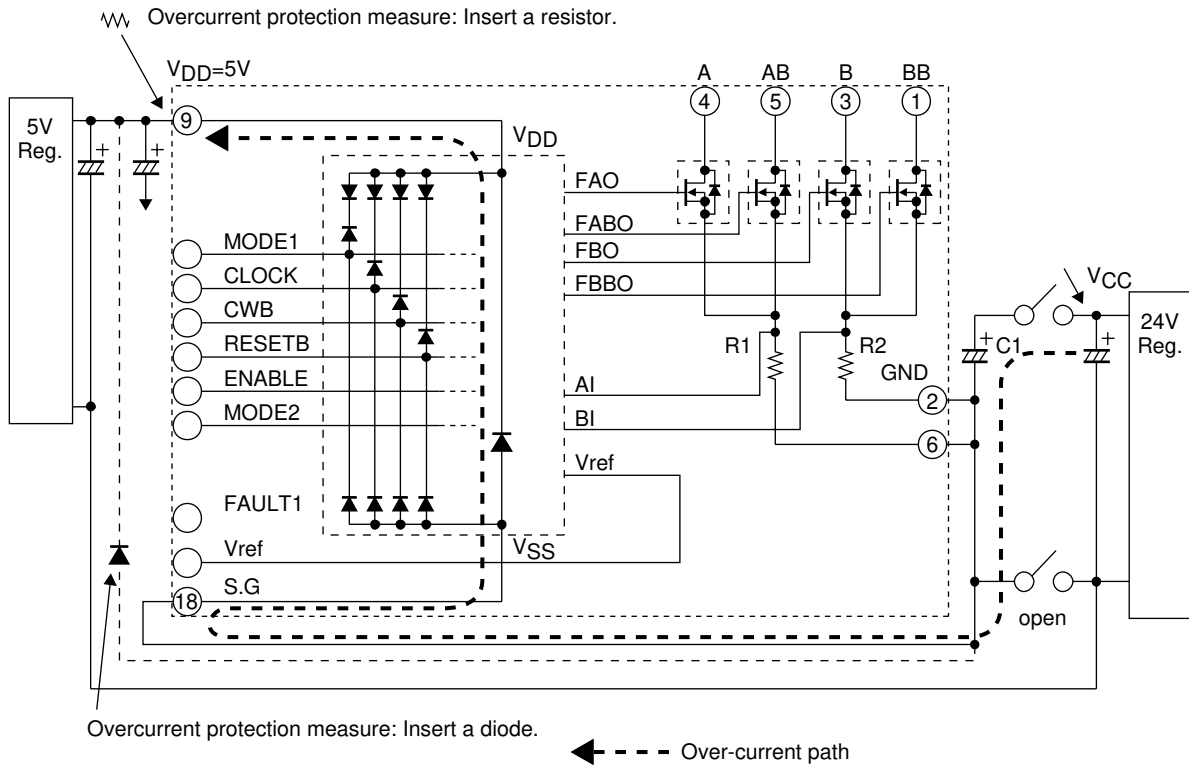 Overcurrent protection measure: Insert a resistor.
VDD=5V
A AB B BB
4 5 3 1
5V
Reg.
+ +
9
VDD
FAO
FABO
FBO
FBBO
MODE1
CLOCK
CWB
RESETB
ENABLE
MODE2
VCC
24V
Reg.
+ C1 +
R1 R2
GND
2
AI
BI
6
Vref
FAULT1
VSS
Vref
S.G
18
open
Overcurrent protection measure: Insert a diode.
Over-current path